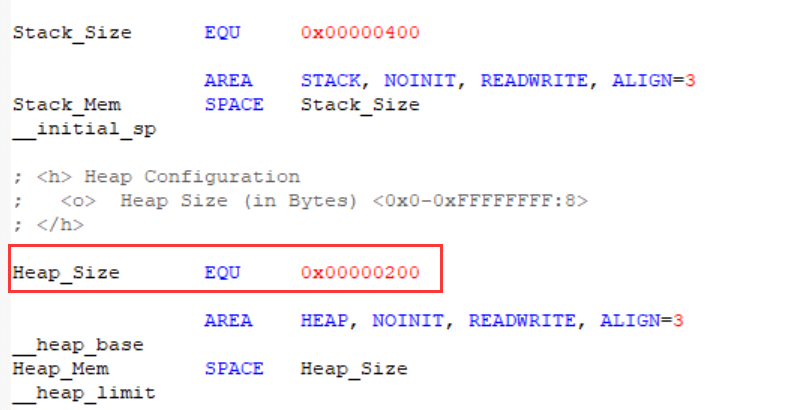 Stack_Size EQU 0x00000400
AREA STACK, NOINIT, READWRITE, ALIGN=3
Stack_Mem SPACE Stack_Size
__initial_sp
; <h> Heap Configuration
; <o> Heap Size (in Bytes) <0x0-0xFFFFFFFF:8>
; </h>
Heap_Size EQU 0x00000200
AREA HEAP, NOINIT, READWRITE, ALIGN=3
__heap_base
Heap_Mem SPACE Heap_Size
__heap_limit